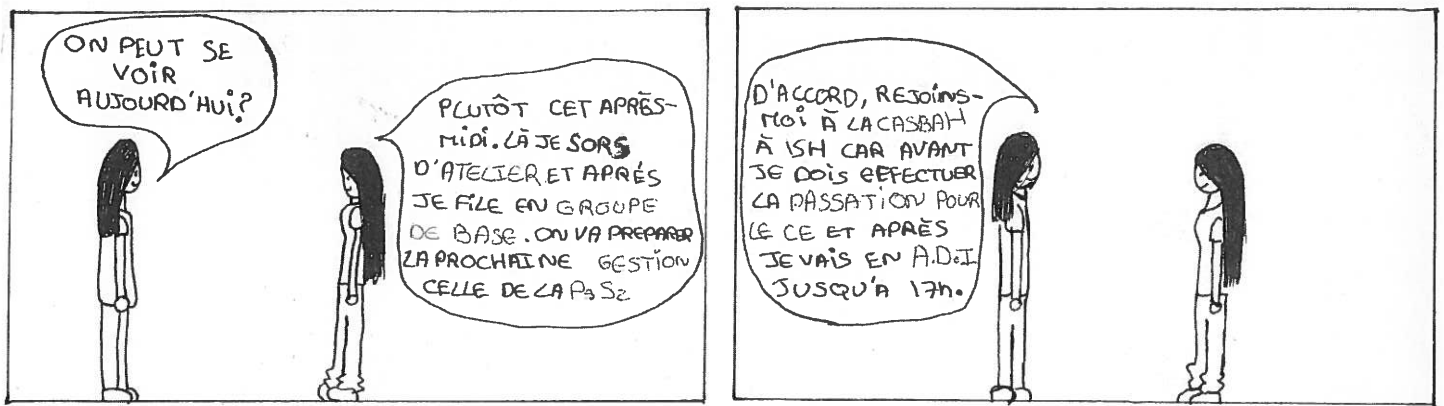 ON PEUT SE
VOIR
AUJOURD'HUI?
PLUTÔT CET APRÈS-
MIDI. LÀ JE SORS
D'ATELIER ET APRÉS
JE FILE EN GROUPE
DE BASE. ON VA PREPARER
LA PROCHAINE GESTION
CELLE DE LA P3 S2
D'ACCORD, REJOINS-
MOI À LA CASBAH
À 15H CAR AVANT
JE DOIS EFFECTUER
LA PASSATION POUR
LE CE ET APRÈS
JE VAIS EN A.D.I
JUSQU'A 17h.